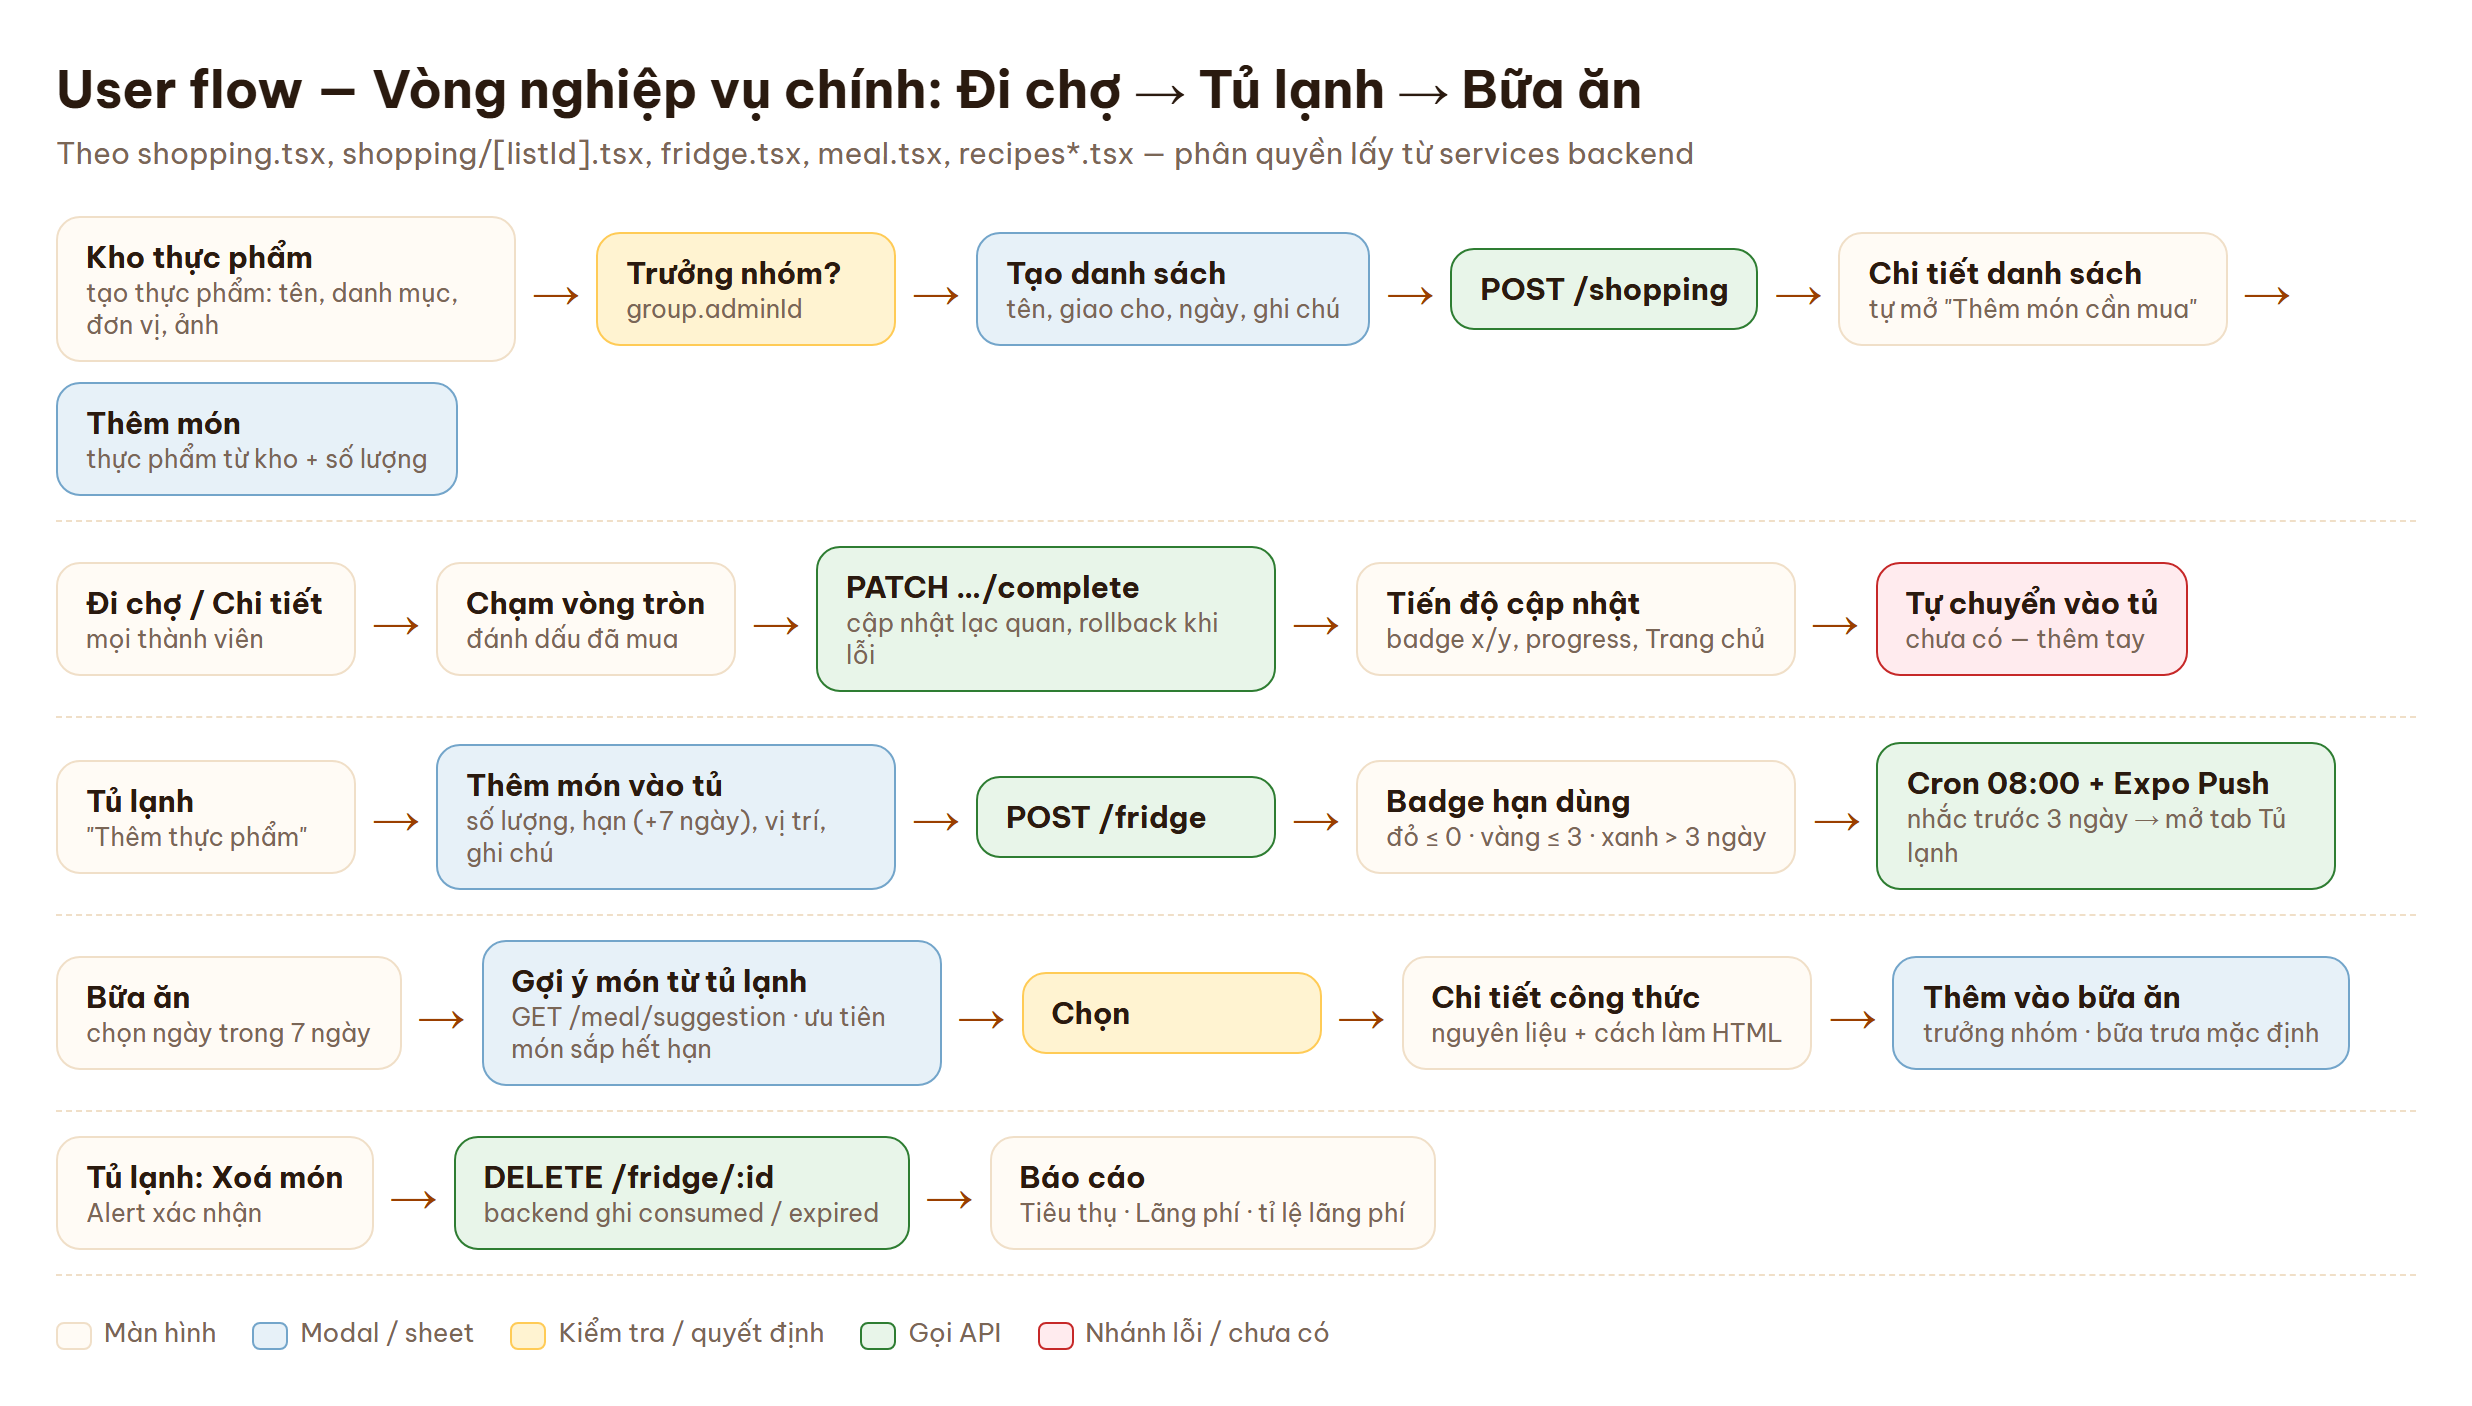 User flow — Vòng nghiệp vụ chính: Đi chợ → Tủ lạnh → Bữa ăn
Theo shopping.tsx, shopping/[listId].tsx, fridge.tsx, meal.tsx, recipes*.tsx — phân quyền lấy từ services backend
Kho thực phẩm
tạo thực phẩm: tên, danh mục,
đơn vị, ảnh
→
Trưởng nhóm?
group.adminId
→
Tạo danh sách
tên, giao cho, ngày, ghi chú
→
POST /shopping
→
Chi tiết danh sách
tự mở "Thêm món cần mua"
→
Thêm món
thực phẩm từ kho + số lượng
Đi chợ / Chi tiết
mọi thành viên
→
Chạm vòng tròn
đánh dấu đã mua
→
PATCH …/complete
cập nhật lạc quan, rollback khi
lỗi
→
Tiến độ cập nhật
badge x/y, progress, Trang chủ
→
Tự chuyển vào tủ
chưa có — thêm tay
Tủ lạnh
"Thêm thực phẩm"
→
Thêm món vào tủ
số lượng, hạn (+7 ngày), vị trí,
ghi chú
→
POST /fridge
→
Badge hạn dùng
đỏ ≤ 0 · vàng ≤ 3 · xanh > 3 ngày
→
Cron 08:00 + Expo Push
nhắc trước 3 ngày → mở tab Tủ
lạnh
Bữa ăn
chọn ngày trong 7 ngày
→
Gợi ý món từ tủ lạnh
GET /meal/suggestion · ưu tiên
món sắp hết hạn
→
Chọn
→
Chi tiết công thức
nguyên liệu + cách làm HTML
→
Thêm vào bữa ăn
trưởng nhóm · bữa trưa mặc định
Tủ lạnh: Xoá món
Alert xác nhận
→
DELETE /fridge/:id
backend ghi consumed / expired
→
Báo cáo
Tiêu thụ · Lãng phí · tỉ lệ lãng phí
Màn hình
Modal / sheet
Kiểm tra / quyết định
Gọi API
Nhánh lỗi / chưa có